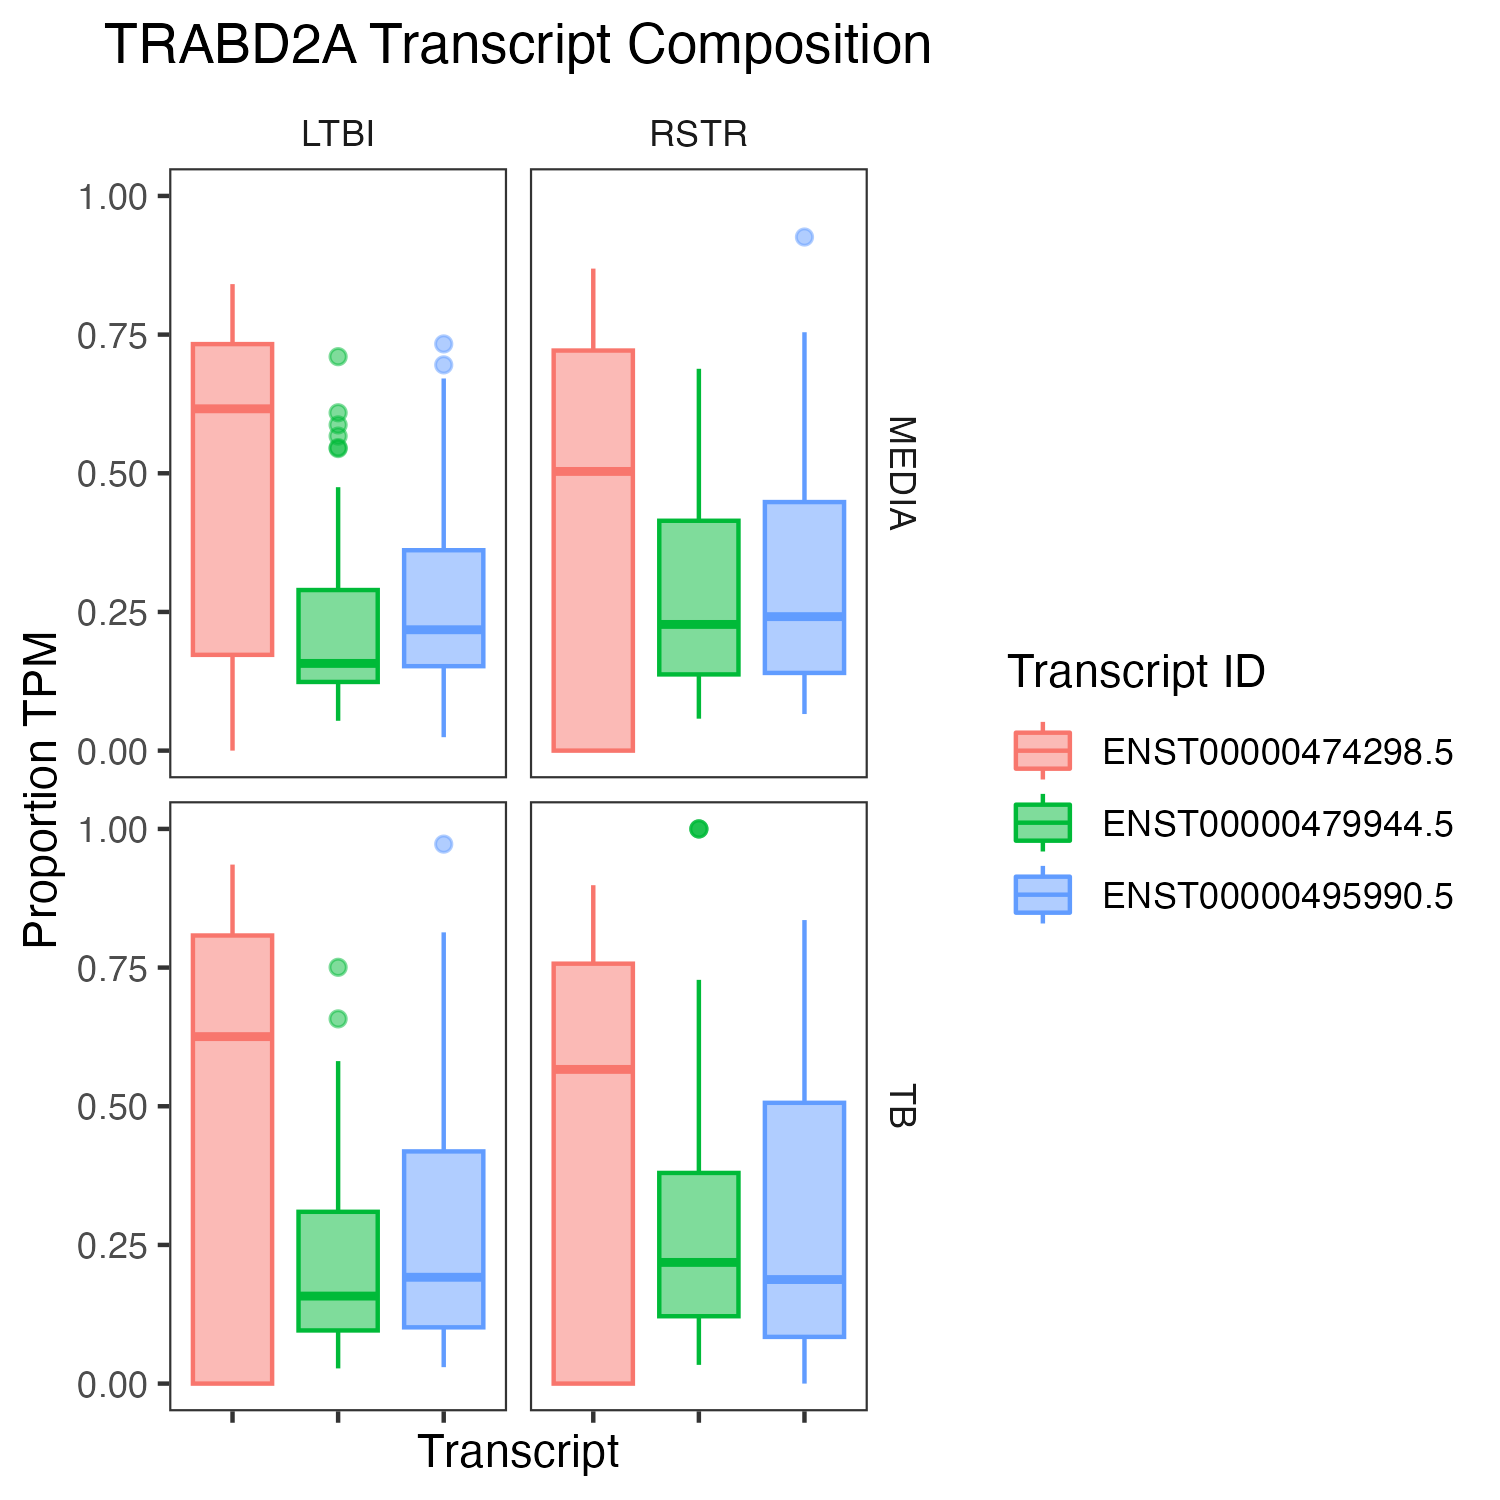 TRABD2A Transcript Composition
LTBI
RSTR
1.00
0.75
0.50
0.25
0.00
MEDIA
1.00
0.75
0.50
0.25
0.00
TB
Proportion TPM
Transcript
Transcript ID
ENST00000474298.5
ENST00000479944.5
ENST00000495990.5